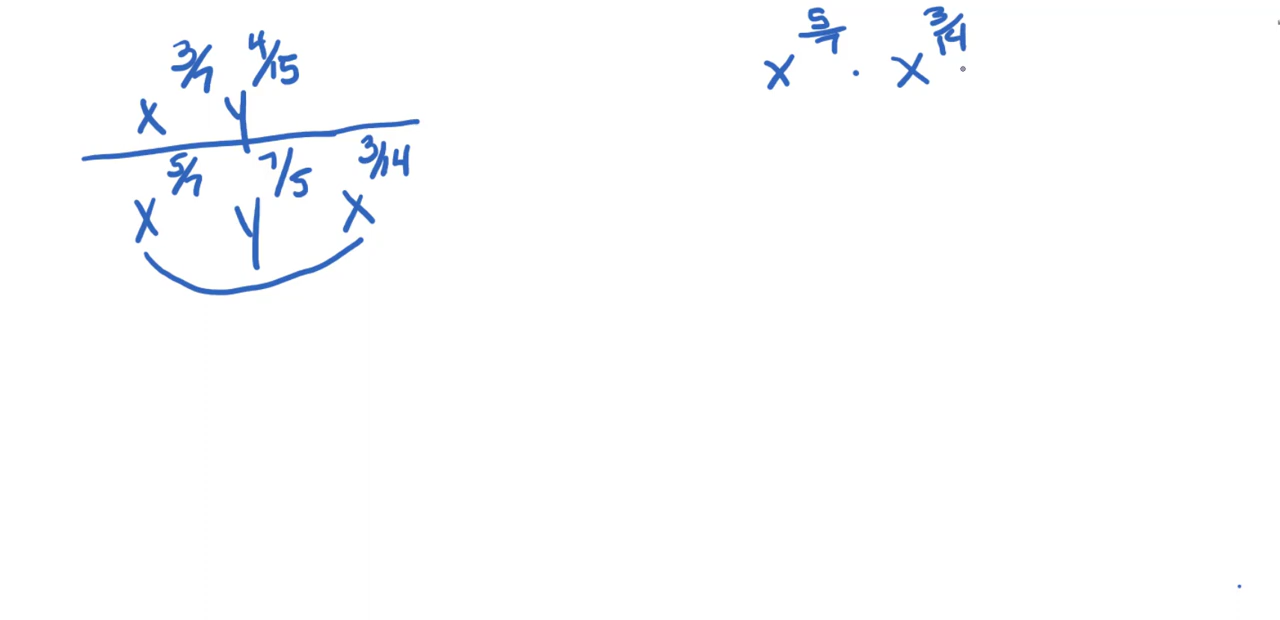 x^{3/7} y^{4/15}
x^{5/7} y^{7/5} x^{3/14}
x^{5/7} · x^{3/14}